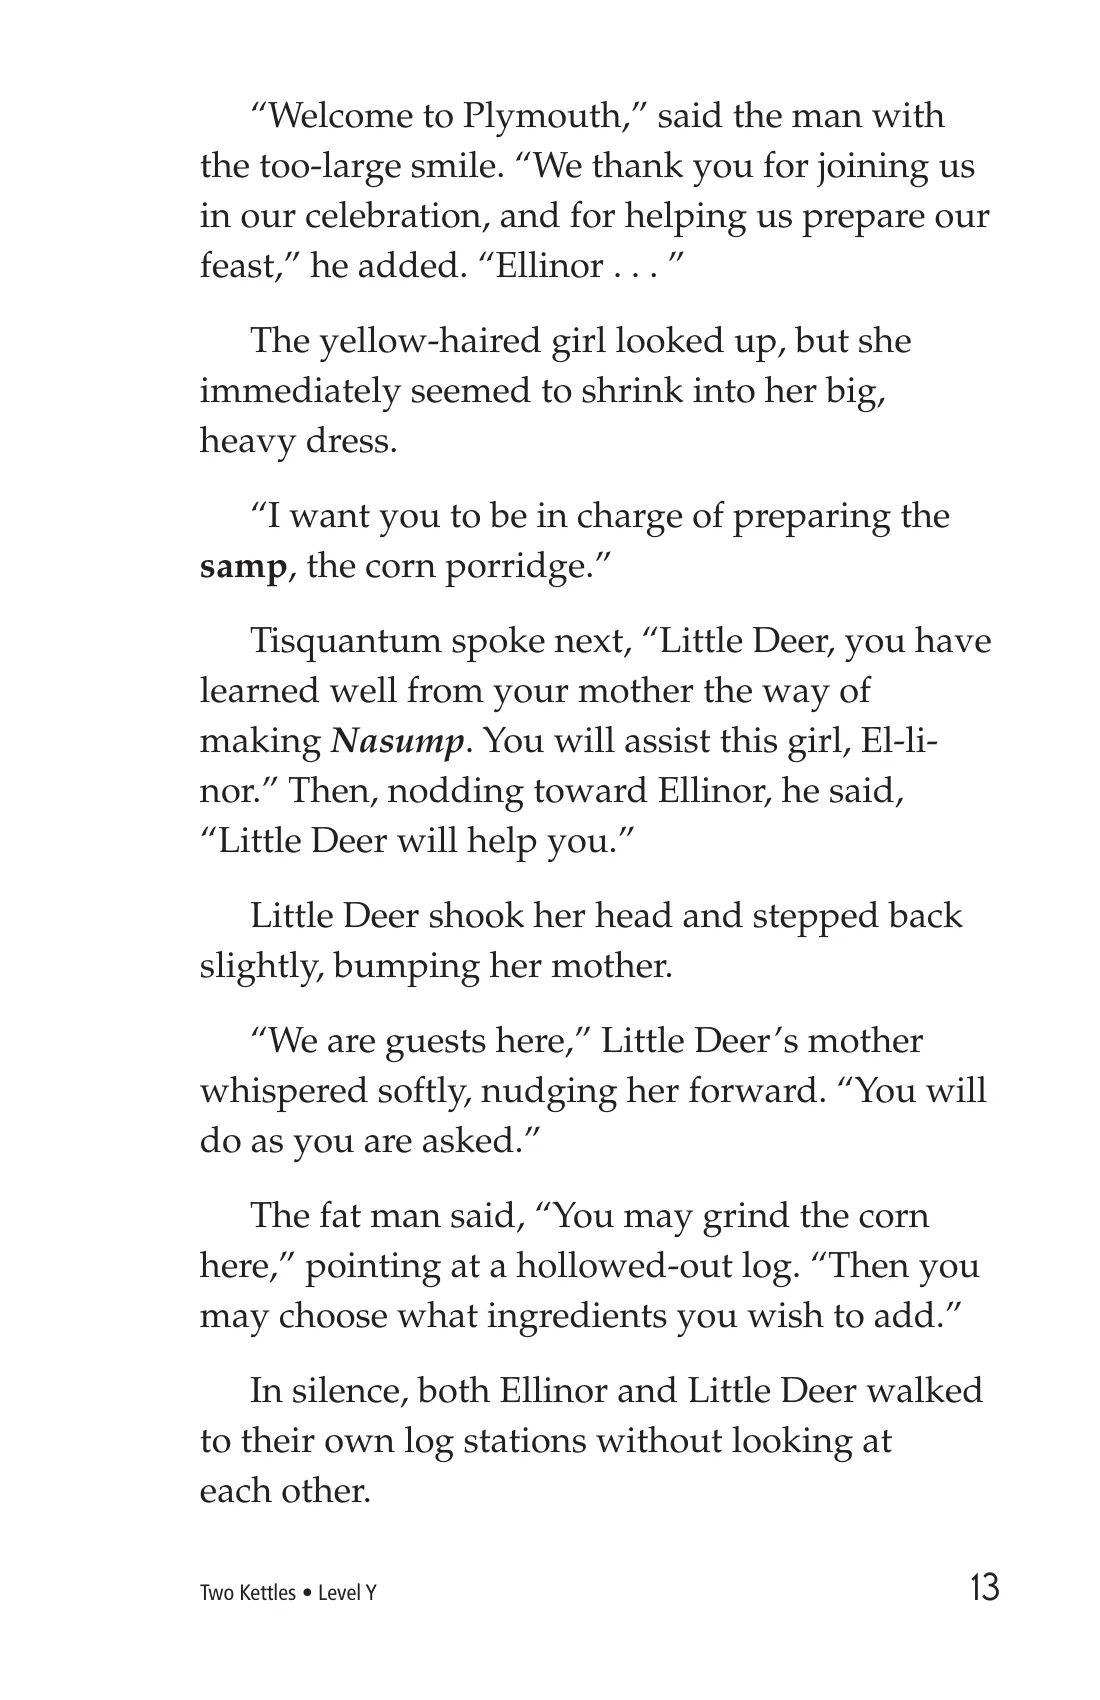 “Welcome to Plymouth,” said the man with
the too-large smile. “We thank you for joining us
in our celebration, and for helping us prepare our
feast,” he added. “Ellinor . . . ”
The yellow-haired girl looked up, but she
immediately seemed to shrink into her big,
heavy dress.
“I want you to be in charge of preparing the
samp, the corn porridge.”
Tisquantum spoke next, “Little Deer, you have
learned well from your mother the way of
making Nasump. You will assist this girl, El-li-
nor.” Then, nodding toward Ellinor, he said,
“Little Deer will help you.”
Little Deer shook her head and stepped back
slightly, bumping her mother.
“We are guests here,” Little Deer’s mother
whispered softly, nudging her forward. “You will
do as you are asked.”
The fat man said, “You may grind the corn
here,” pointing at a hollowed-out log. “Then you
may choose what ingredients you wish to add.”
In silence, both Ellinor and Little Deer walked
to their own log stations without looking at
each other.
Two Kettles • Level Y
13